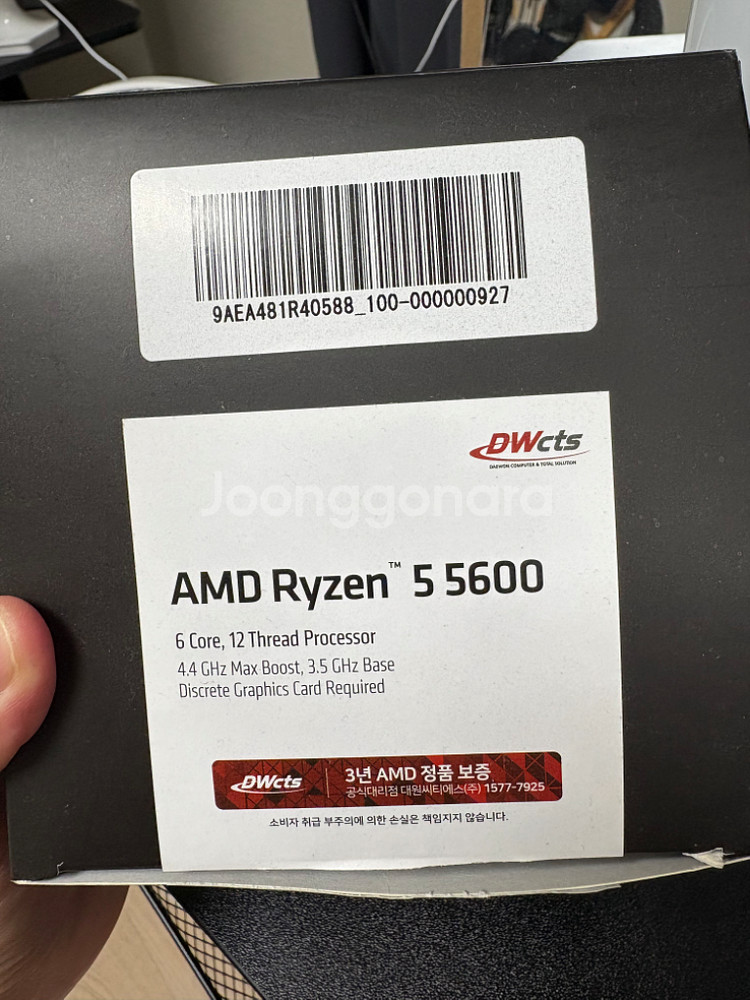 9AEA481R40588_100-000000927
DWcts
DAEWON COMPUTER & TOTAL SOLUTION
Joonggonara
AMD Ryzen™ 5 5600
6 Core, 12 Thread Processor
4.4 GHz Max Boost, 3.5 GHz Base
Discrete Graphics Card Required
DWcts
3년 AMD 정품 보증
공식대리점 대원씨티에스(주) 1577-7925
소비자 취급 부주의에 의한 손실은 책임지지 않습니다.